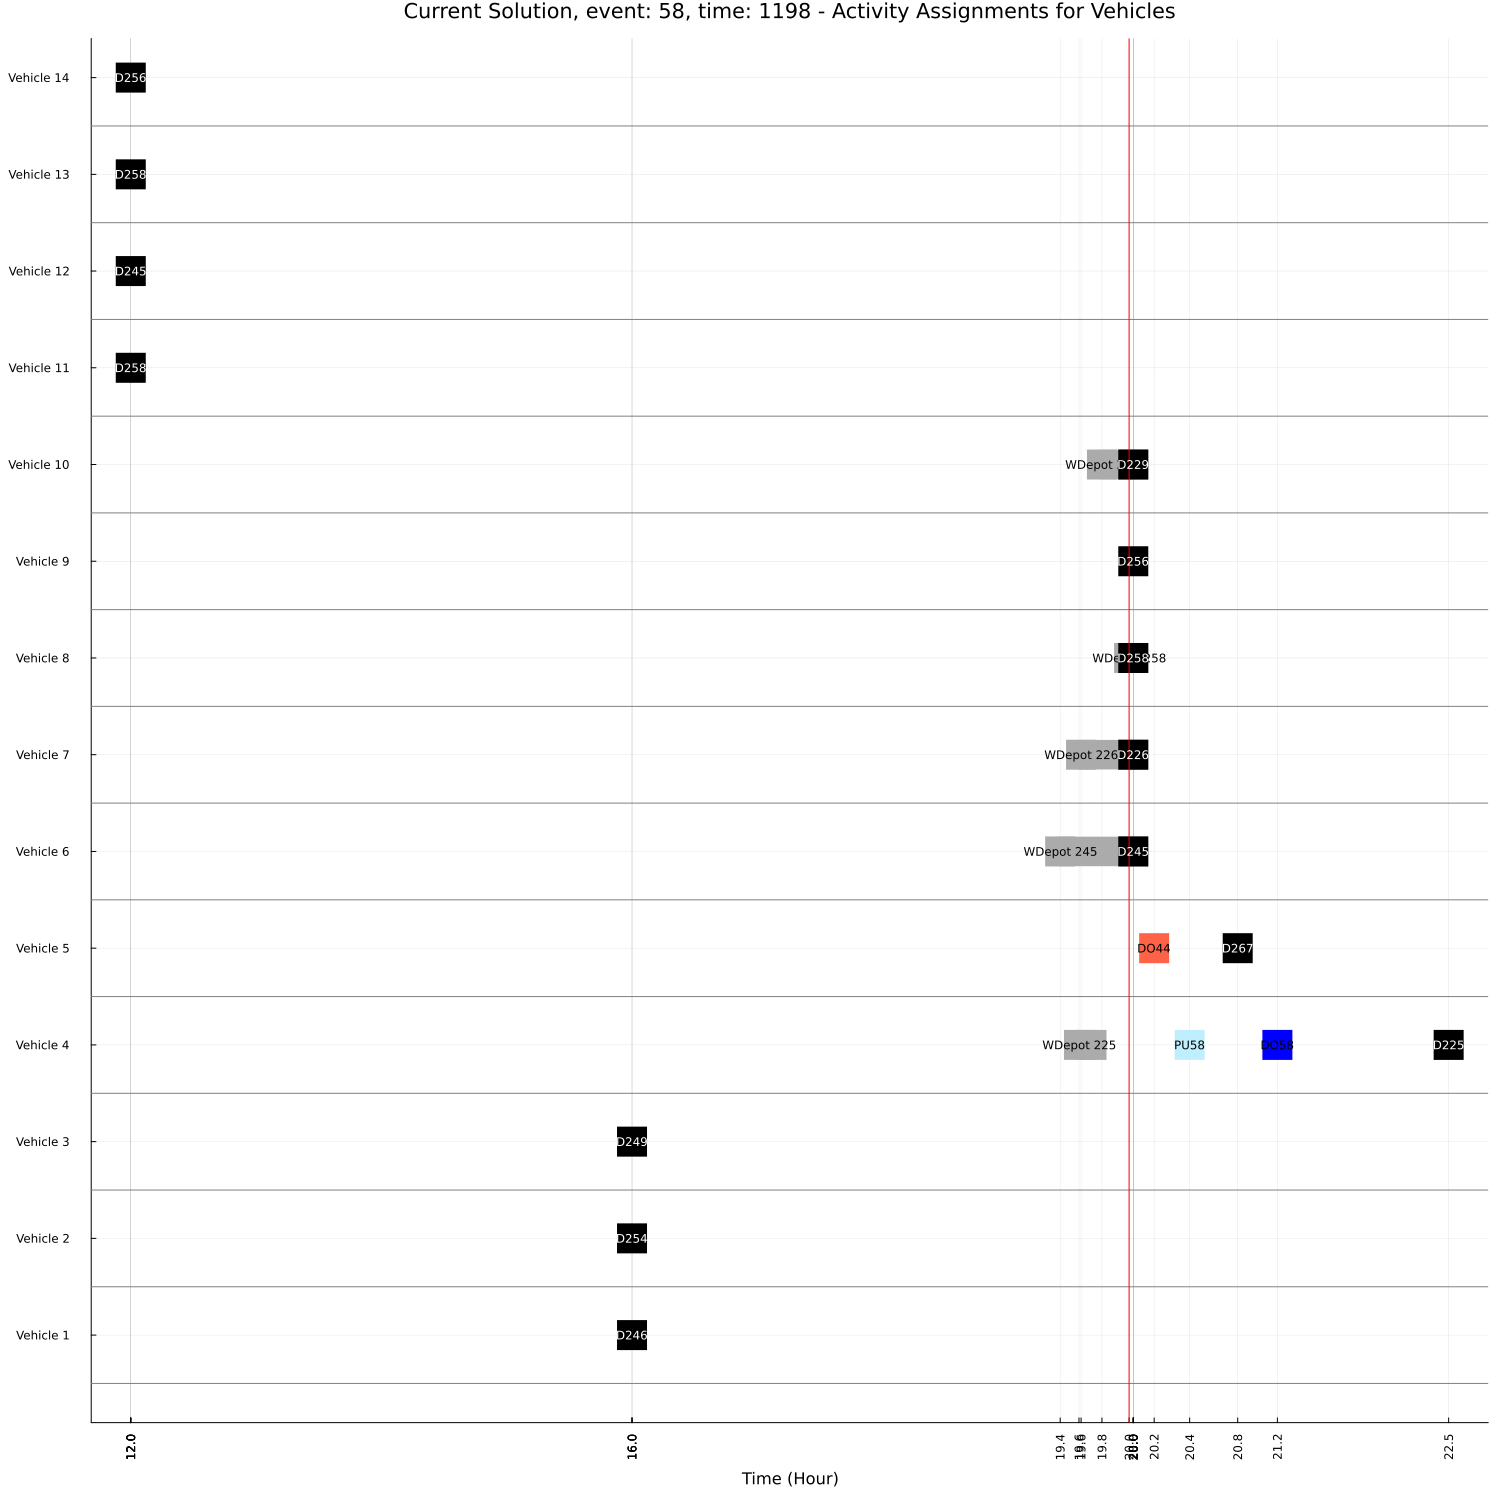 Current Solution, event: 58, time: 1198 - Activity Assignments for Vehicles
Vehicle 14 D256
Vehicle 13 D258
Vehicle 12 D245
Vehicle 11 D258
Vehicle 10 WDepot D229
Vehicle 9 D256
Vehicle 8 D258
Vehicle 7 WDepot 226 D226
Vehicle 6 WDepot 245 D245
Vehicle 5 DO44 D267
Vehicle 4 WDepot 225 PU58 DO58 D225
Vehicle 3 D249
Vehicle 2 D254
Vehicle 1 D246
12.0 16.0 19.4 19.6 19.8 20.0 20.2 20.4 20.8 21.2 22.5
Time (Hour)